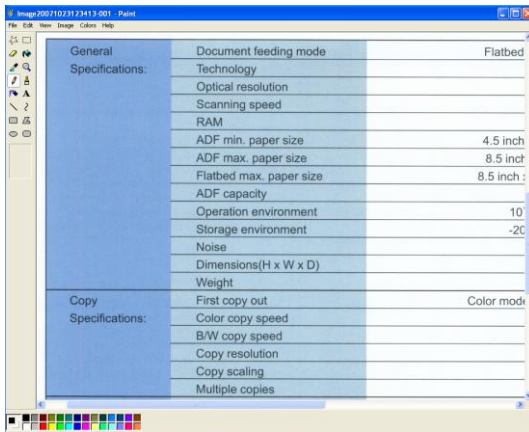 Image20071023123413-001 - Paint
File Edit View Image Colors Help
General Document feeding mode Flatbed
Specifications: Technology
Optical resolution
Scanning speed
RAM
ADF min. paper size 4.5 inch
ADF max. paper size 8.5 inch
Flatbed max. paper size 8.5 inch
ADF capacity
Operation environment 10
Storage environment -20
Noise
Dimensions(H x W x D)
Weight
Copy First copy out Color mode
Specifications: Color copy speed
B/W copy speed
Copy resolution
Copy scaling
Multiple copies